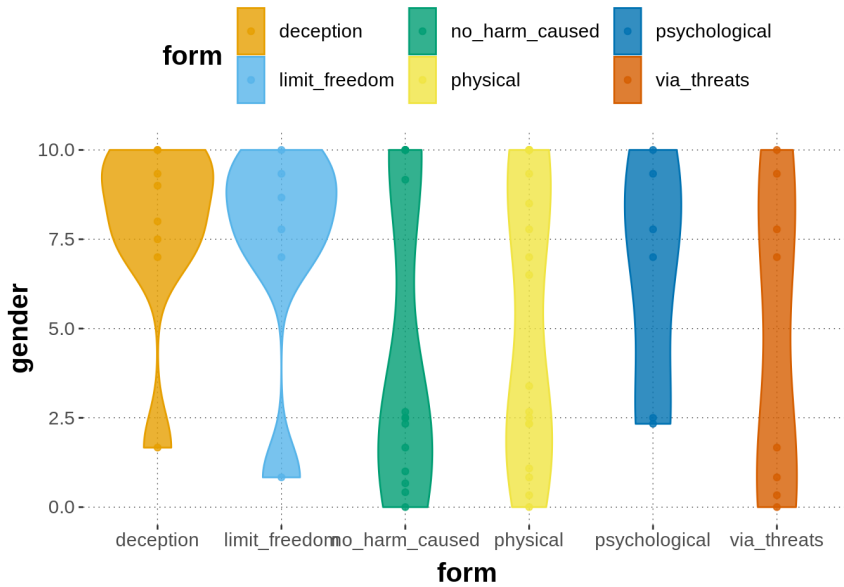 form
deception
no_harm_caused
psychological
limit_freedom
physical
via_threats
10.0
7.5
5.0
2.5
0.0
gender
deception limit_freedom no_harm_caused physical psychological via_threats
form